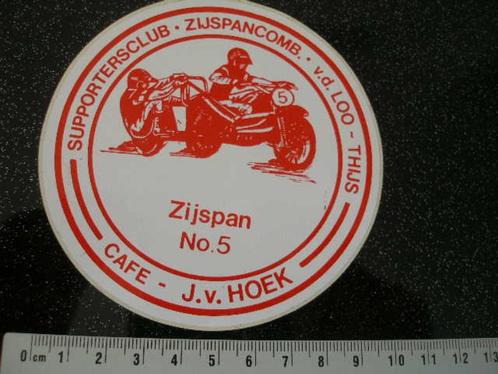 SUPPORTERSCLUB · ZIJSPANCOMB. · v.d. LOO - THIJS
5
Zijspan
No.5
CAFE - J.v. HOEK
0 cm 1 2 3 4 5 6 7 8 9 10 11 12 13